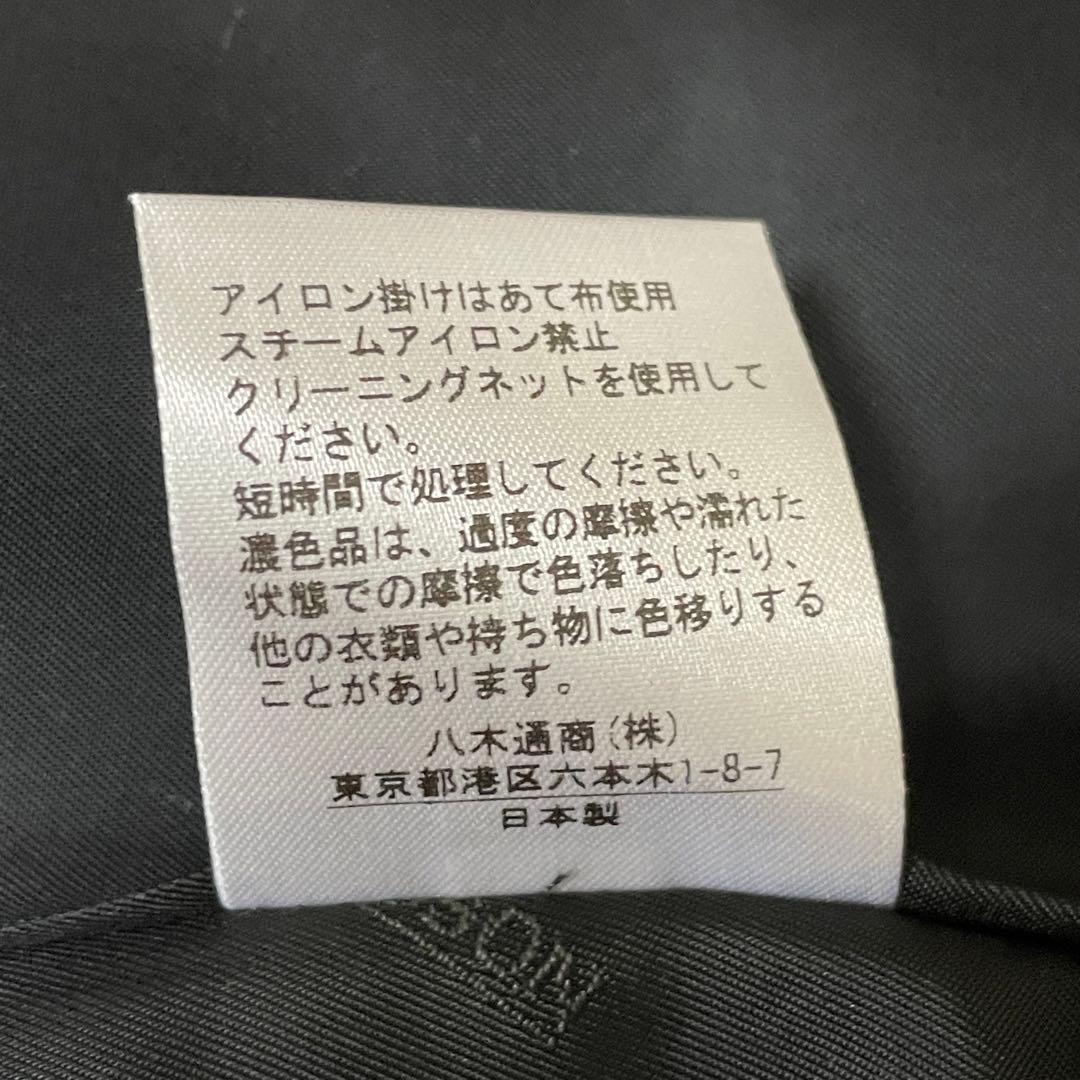 アイロン掛けはあて布使用
スチームアイロン禁止
クリーニングネットを使用して
ください。
短時間で処理してください。
濃色品は、過度の摩擦や濡れた
状態での摩擦で色落ちしたり、
他の衣類や持ち物に色移りする
ことがあります。
八木通商(株)
東京都港区六本木1-8-7
日本製